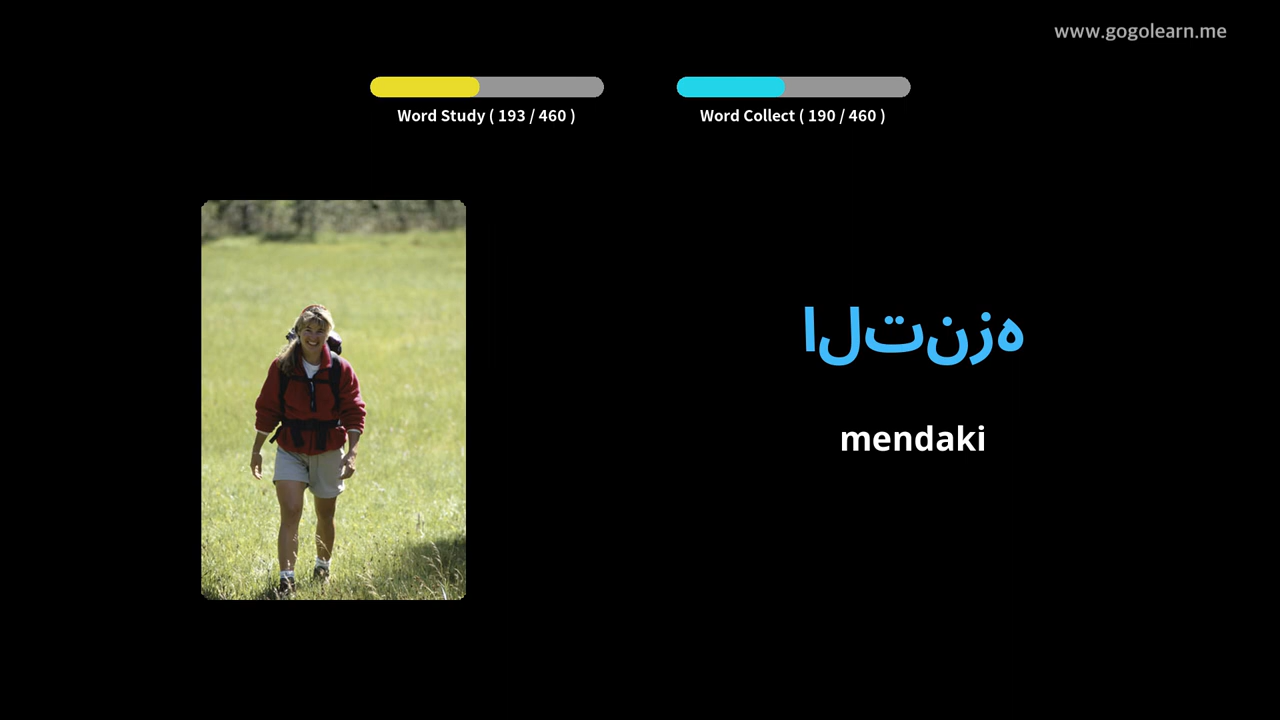 www.gogolearn.me
Word Study ( 193 / 460 )
Word Collect ( 190 / 460 )
التنزه
mendaki